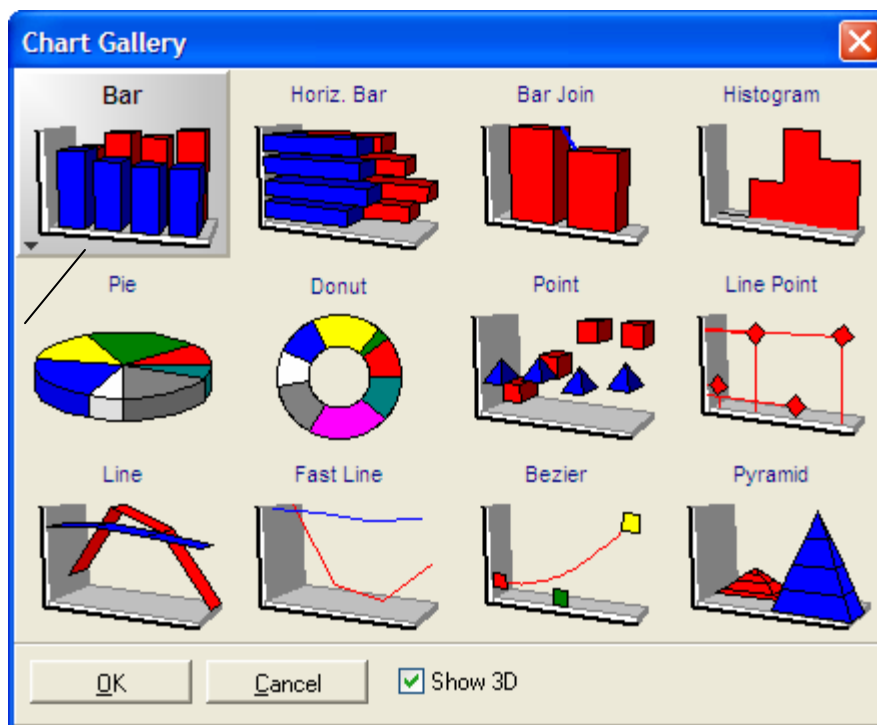 Chart Gallery
Bar
Horiz. Bar
Bar Join
Histogram
Pie
Donut
Point
Line Point
Line
Fast Line
Bezier
Pyramid
OK
Cancel
Show 3D